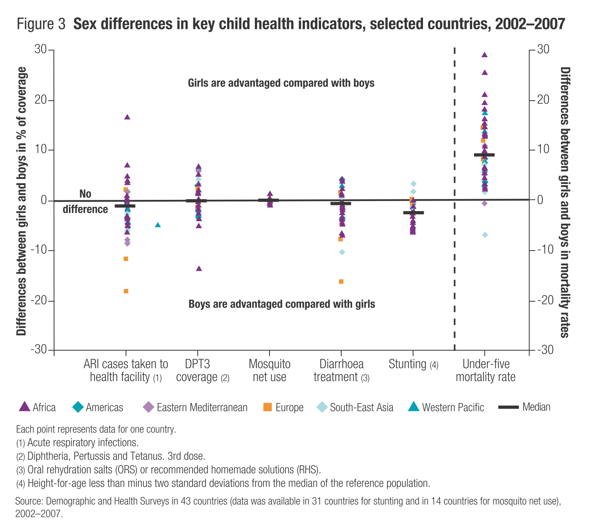 Figure 3 Sex differences in key child health indicators, selected countries, 2002–2007
30
20
10
0
-10
-20
-30
Differences between girls and boys in % of coverage
Girls are advantaged compared with boys
No
difference
Boys are advantaged compared with girls
30
20
10
0
-10
-20
-30
Differences between girls and boys in mortality rates
ARI cases taken to
health facility (1)
DPT3
coverage (2)
Mosquito
net use
Diarrhoea
treatment (3)
Stunting (4)
Under-five
mortality rate
Africa Americas Eastern Mediterranean Europe South-East Asia Western Pacific Median
Each point represents data for one country.
(1) Acute respiratory infections.
(2) Diphtheria, Pertussis and Tetanus. 3rd dose.
(3) Oral rehydration salts (ORS) or recommended homemade solutions (RHS).
(4) Height-for-age less than minus two standard deviations from the median of the reference population.
Source: Demographic and Health Surveys in 43 countries (data was available in 31 countries for stunting and in 14 countries for mosquito net use),
2002–2007.